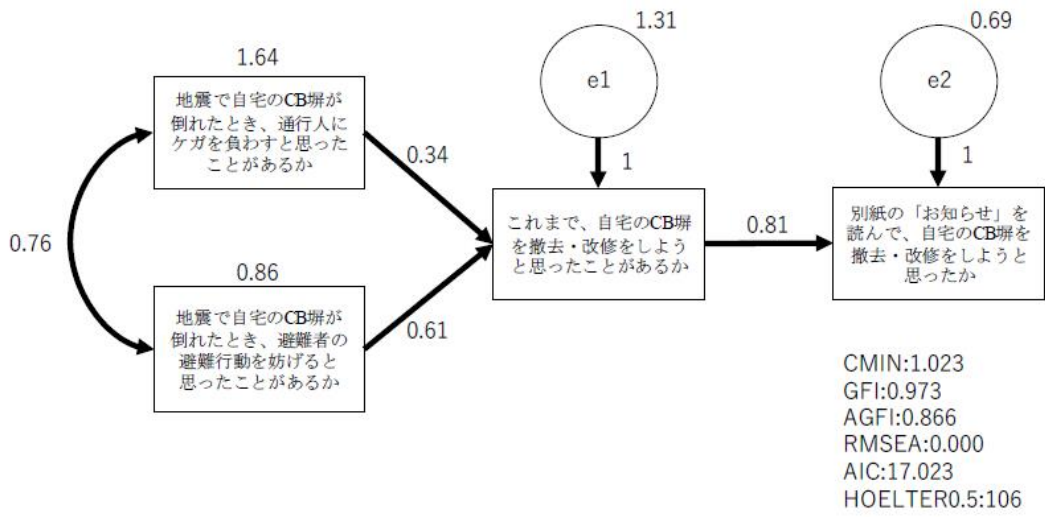 1.64
地震で自宅のCB塀が
倒れたとき、通行人に
ケガを負わすと思った
ことがあるか
0.76
0.86
地震で自宅のCB塀が
倒れたとき、避難者の
避難行動を妨げると
思ったことがあるか
0.34
0.61
1.31
e1
1
これまで、自宅のCB塀
を撤去・改修をしよう
と思ったことがあるか
0.81
0.69
e2
1
別紙の「お知らせ」を
読んで、自宅のCB塀を
撤去・改修をしようと
思ったか
CMIN:1.023
GFI:0.973
AGFI:0.866
RMSEA:0.000
AIC:17.023
HOELTER0.5:106